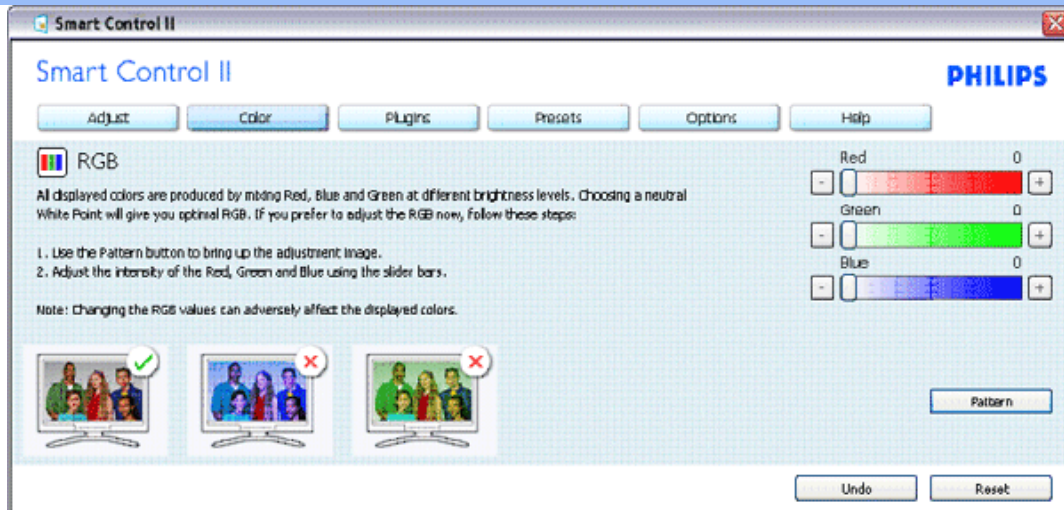 Smart Control II
Smart Control II
PHILIPS
Adjust Color Plugins Presets Options Help
RGB
All displayed colors are produced by mixing Red, Blue and Green at different brightness levels. Choosing a neutral
White Point will give you optimal RGB. If you prefer to adjust the RGB now, follow these steps:
1. Use the Pattern button to bring up the adjustment image.
2. Adjust the intensity of the Red, Green and Blue using the slider bars.
Note: Changing the RGB values can adversely affect the displayed colors.
Red 0
- +
Green 0
- +
Blue 0
- +
Pattern
Undo Reset